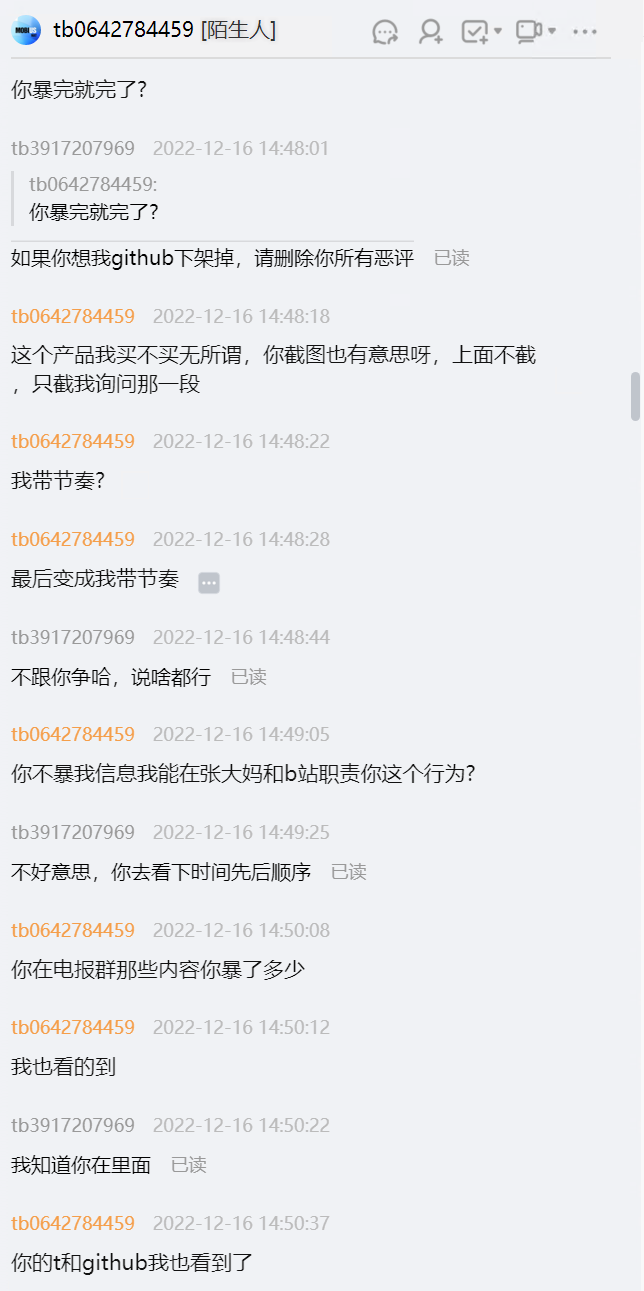 tb0642784459 [陌生人]
你暴完就完了?
tb3917207969 2022-12-16 14:48:01
tb0642784459:
你暴完就完了?
如果你想我github下架掉，请删除你所有恶评 已读
tb0642784459 2022-12-16 14:48:18
这个产品我买不买无所谓，你截图也有意思呀，上面不截
，只截我询问那一段
tb0642784459 2022-12-16 14:48:22
我带节奏?
tb0642784459 2022-12-16 14:48:28
最后变成我带节奏
tb3917207969 2022-12-16 14:48:44
不跟你争哈，说啥都行 已读
tb0642784459 2022-12-16 14:49:05
你不暴我信息我能在张大妈和b站职责你这个行为?
tb3917207969 2022-12-16 14:49:25
不好意思，你去看下时间先后顺序 已读
tb0642784459 2022-12-16 14:50:08
你在电报群那些内容你暴了多少
tb0642784459 2022-12-16 14:50:12
我也看的到
tb3917207969 2022-12-16 14:50:22
我知道你在里面 已读
tb0642784459 2022-12-16 14:50:37
你的t和github我也看到了